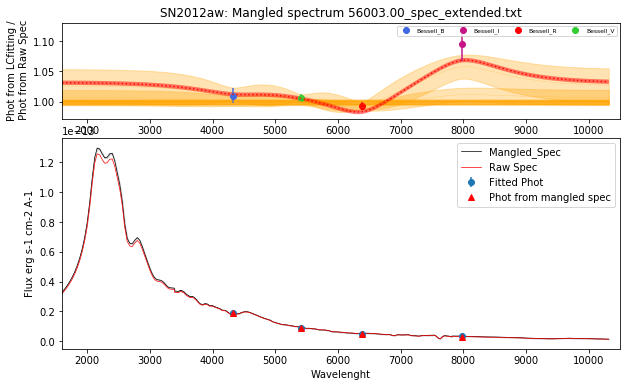 SN2012aw: Mangled spectrum 56003.00_spec_extended.txt
Phot from LCfitting /
Phot from Raw Spec
1.10
1.05
1.00
Bessell_B
Bessell_I
Bessell_R
Bessell_V
2000 3000 4000 5000 6000 7000 8000 9000 10000
1e−13
Flux erg s-1 cm-2 A-1
1.2
1.0
0.8
0.6
0.4
0.2
0.0
Mangled_Spec
Raw Spec
Fitted Phot
Phot from mangled spec
2000 3000 4000 5000 6000 7000 8000 9000 10000
Wavelenght